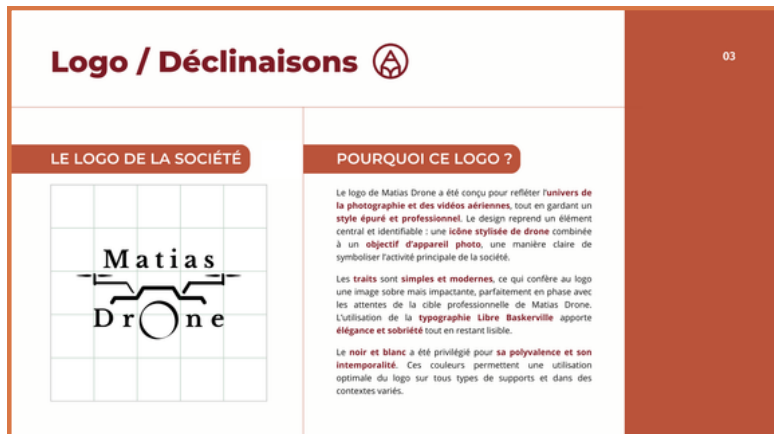 Logo / Déclinaisons
03
LE LOGO DE LA SOCIÉTÉ
Matias
Drone
POURQUOI CE LOGO ?
Le logo de Matias Drone a été conçu pour refléter l'univers de
la photographie et des vidéos aériennes, tout en gardant un
style épuré et professionnel. Le design reprend un élément
central et identifiable : une icône stylisée de drone combinée
à un objectif d'appareil photo, une manière claire de
symboliser l'activité principale de la société.
Les traits sont simples et modernes, ce qui confère au logo
une image sobre mais impactante, parfaitement en phase avec
les attentes de la cible professionnelle de Matias Drone.
L'utilisation de la typographie Libre Baskerville apporte
élégance et sobriété tout en restant lisible.
Le noir et blanc a été privilégié pour sa polyvalence et son
intemporalité. Ces couleurs permettent une utilisation
optimale du logo sur tous types de supports et dans des
contextes variés.